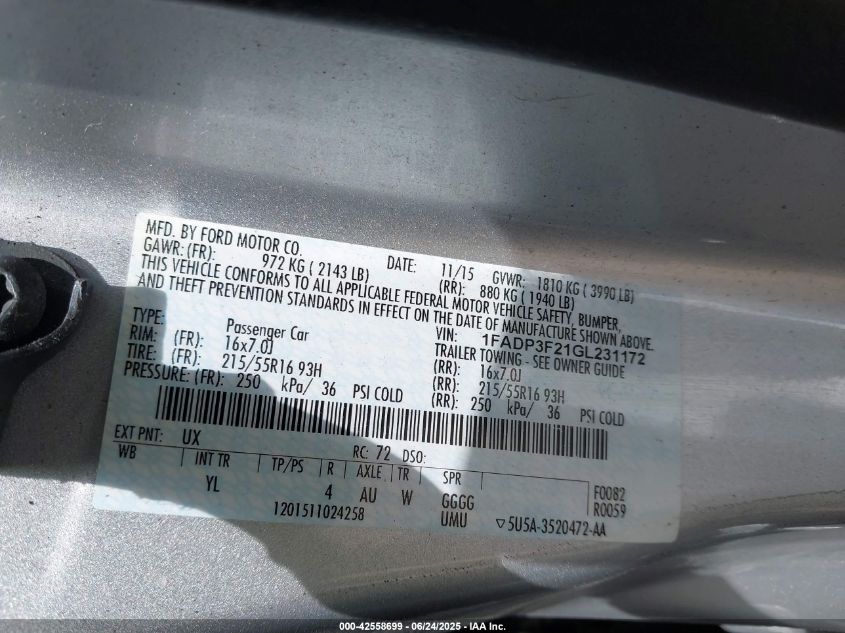 MFD. BY FORD MOTOR CO.
DATE: 11/15 GVWR: 1810 KG ( 3990 LB)
GAWR: (FR): 972 KG ( 2143 LB) (RR): 880 KG ( 1940 LB)
THIS VEHICLE CONFORMS TO ALL APPLICABLE FEDERAL MOTOR VEHICLE SAFETY, BUMPER,
AND THEFT PREVENTION STANDARDS IN EFFECT ON THE DATE OF MANUFACTURE SHOWN ABOVE.
VIN: 1FADP3F21GL231172
TYPE: Passenger Car TRAILER TOWING - SEE OWNER GUIDE
RIM: (FR): 16x7.0J (RR): 16x7.0J
TIRE: (FR): 215/55R16 93H (RR): 215/55R16 93H
PRESSURE: (FR): 250 kPa/ 36 PSI COLD (RR): 250 kPa/ 36 PSI COLD
EXT PNT: UX RC: 72 DSO:
WB INT TR TP/PS R AXLE TR SPR
YL 4 AU W GGGG F0082
1201511024258 UMU ▽5U5A-3520472-AA R0059
000-42558699 - 06/24/2025 - IAA Inc.